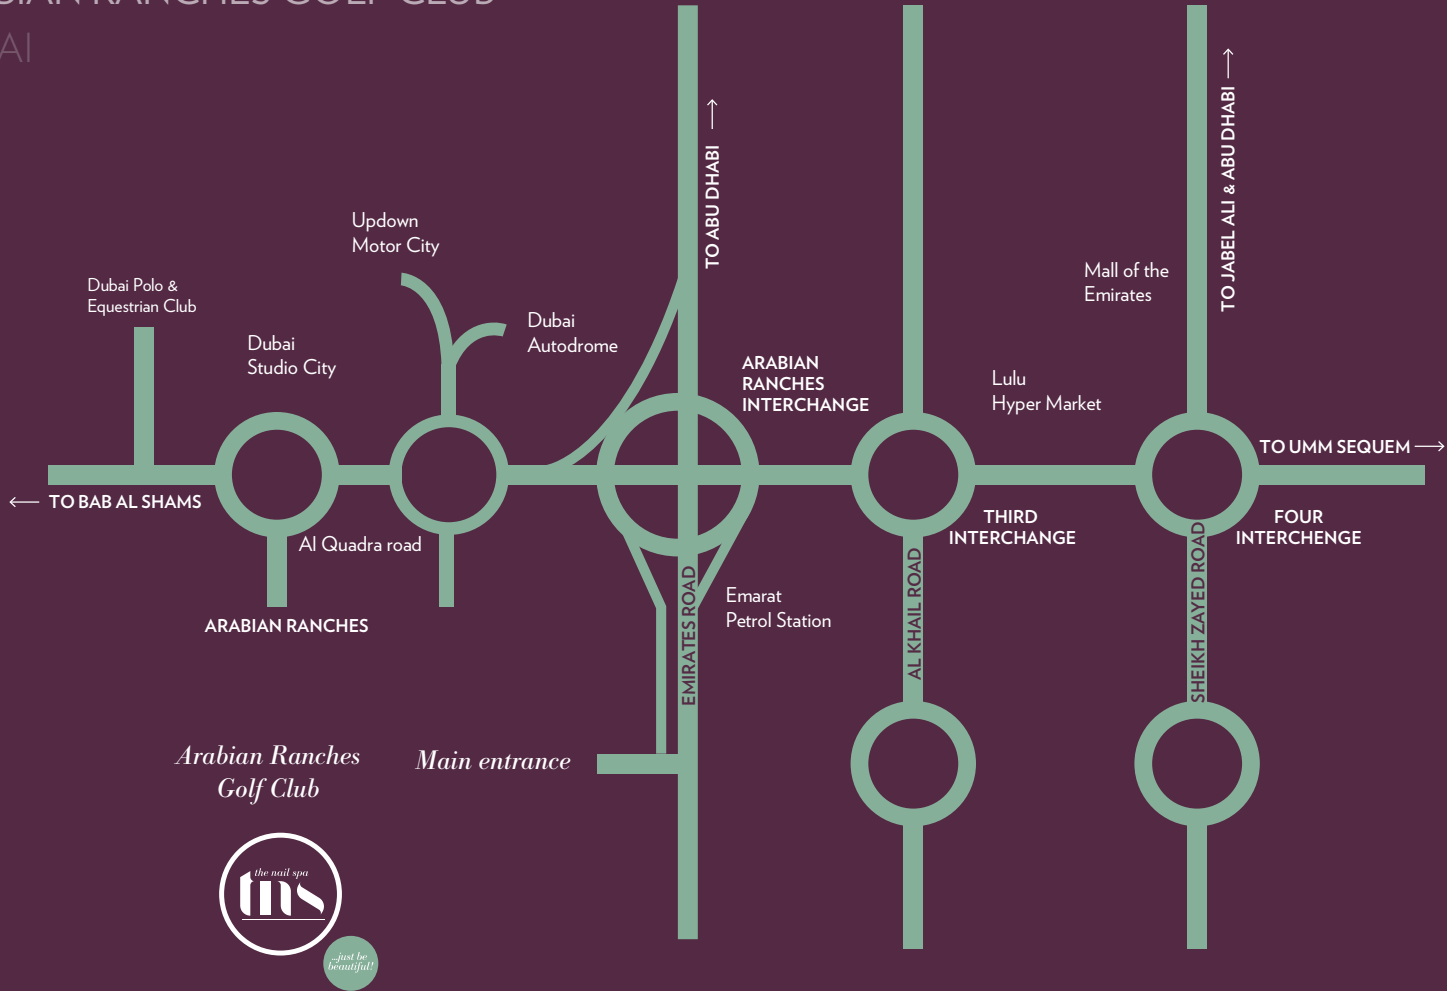 RANCHES GOLF CLUB
AI
TO ABU DHABI
TO JABEL ALI & ABU DHABI
Updown
Motor City
Dubai Polo &
Equestrian Club
Dubai
Studio City
Dubai
Autodrome
Mall of the
Emirates
ARABIAN
RANCHES
INTERCHANGE
Lulu
Hyper Market
TO UMM SEQUEM
TO BAB AL SHAMS
Al Quadra road
THIRD
INTERCHANGE
FOUR
INTERCHENGE
ARABIAN RANCHES
Emarat
Petrol Station
EMIRATES ROAD
AL KHAIL ROAD
SHEIKH ZAYED ROAD
Arabian Ranches
Golf Club
Main entrance
the nail spa
tns
...just be
beautiful!